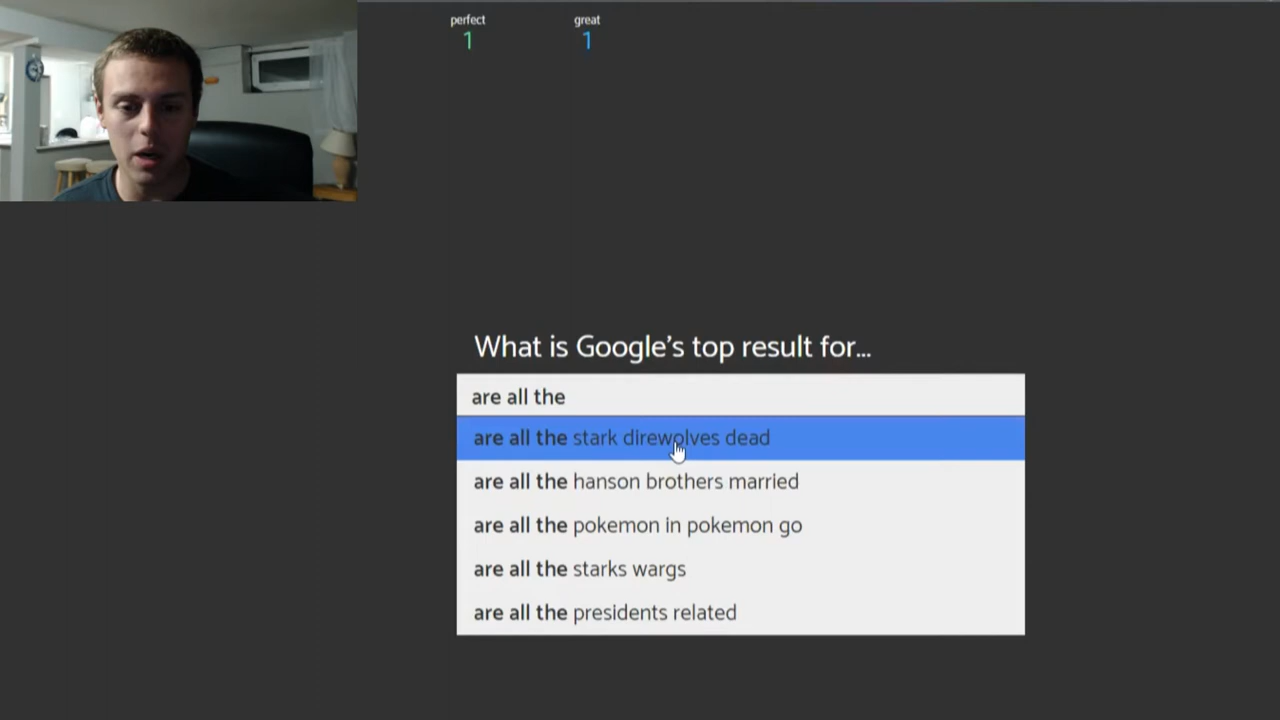 perfect great
1 1
What is Google's top result for...
are all the
are all the stark direwolves dead
are all the hanson brothers married
are all the pokemon in pokemon go
are all the starks wargs
are all the presidents related